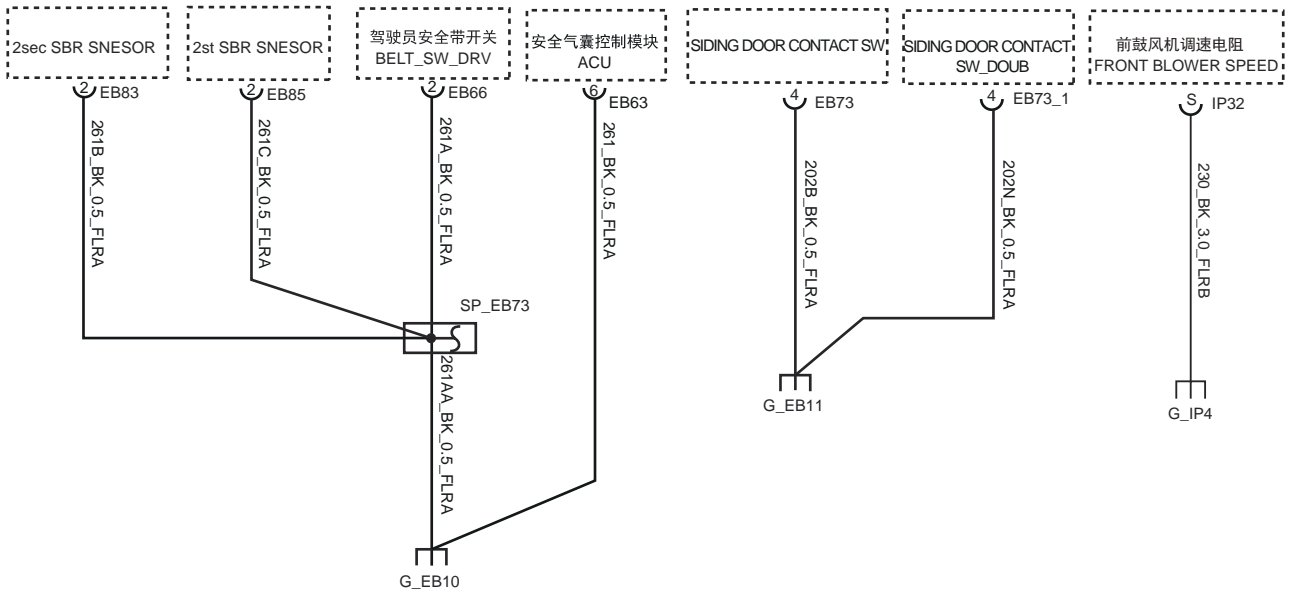 2sec SBR SNESOR
2st SBR SNESOR
驾驶员安全带开关
BELT_SW_DRV
安全气囊控制模块
ACU
SIDING DOOR CONTACT SW
SIDING DOOR CONTACT
SW_DOUB
前鼓风机调速电阻
FRONT BLOWER SPEED
2
EB83
2
EB85
2
EB66
6
EB63
4
EB73
4
EB73_1
S
IP32
261B_BK_0.5_FLRA
261C_BK_0.5_FLRA
261A_BK_0.5_FLRA
261_BK_0.5_FLRA
202B_BK_0.5_FLRA
202N_BK_0.5_FLRA
230_BK_3.0_FLRB
SP_EB73
261AA_BK_0.5_FLRA
G_EB11
G_IP4
G_EB10